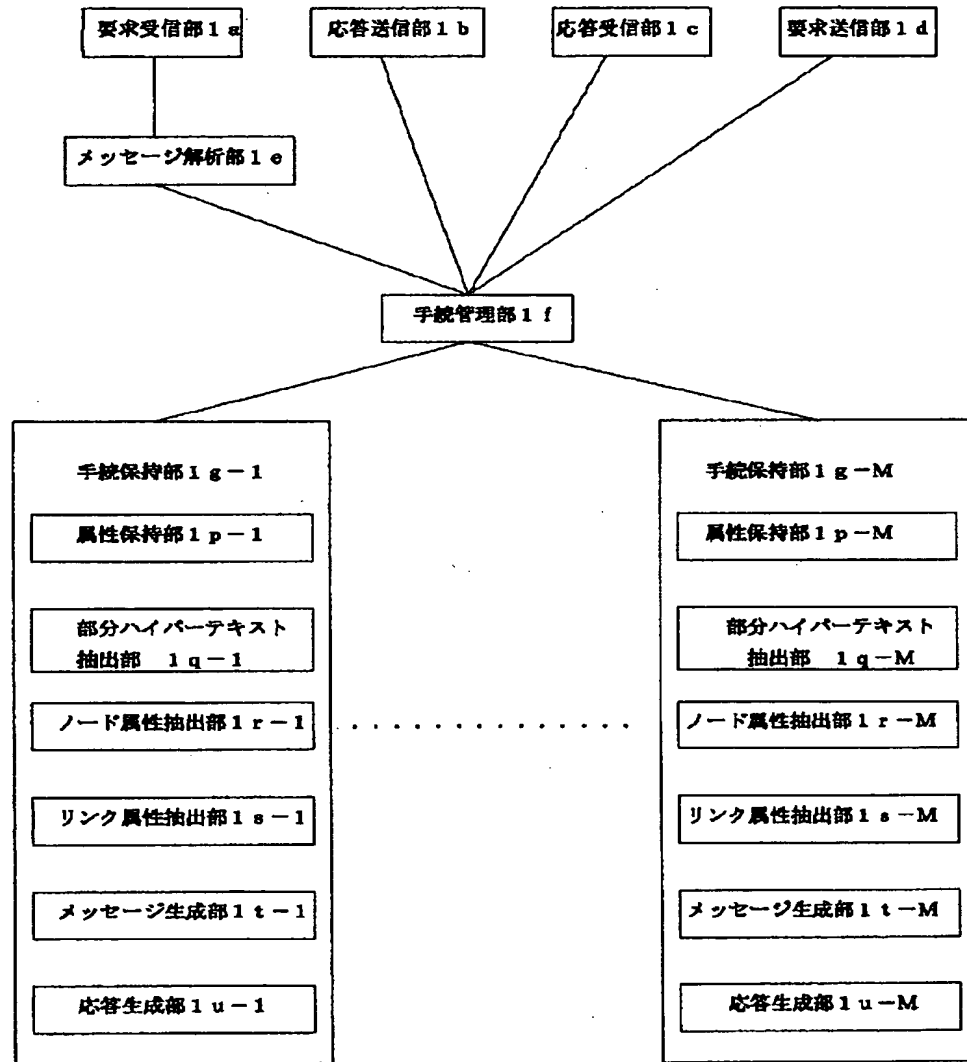 要求受信部１ａ
応答送信部１ｂ
応答受信部１ｃ
要求送信部１ｄ
メッセージ解析部１ｅ
手続管理部１ｆ
手続保持部１ｇ－１
属性保持部１ｐ－１
部分ハイパーテキスト
抽出部　１ｑ－１
ノード属性抽出部１ｒ－１
リンク属性抽出部１ｓ－１
メッセージ生成部１ｔ－１
応答生成部１ｕ－１
手続保持部１ｇ－Ｍ
属性保持部１ｐ－Ｍ
部分ハイパーテキスト
抽出部　１ｑ－Ｍ
ノード属性抽出部１ｒ－Ｍ
リンク属性抽出部１ｓ－Ｍ
メッセージ生成部１ｔ－Ｍ
応答生成部１ｕ－Ｍ